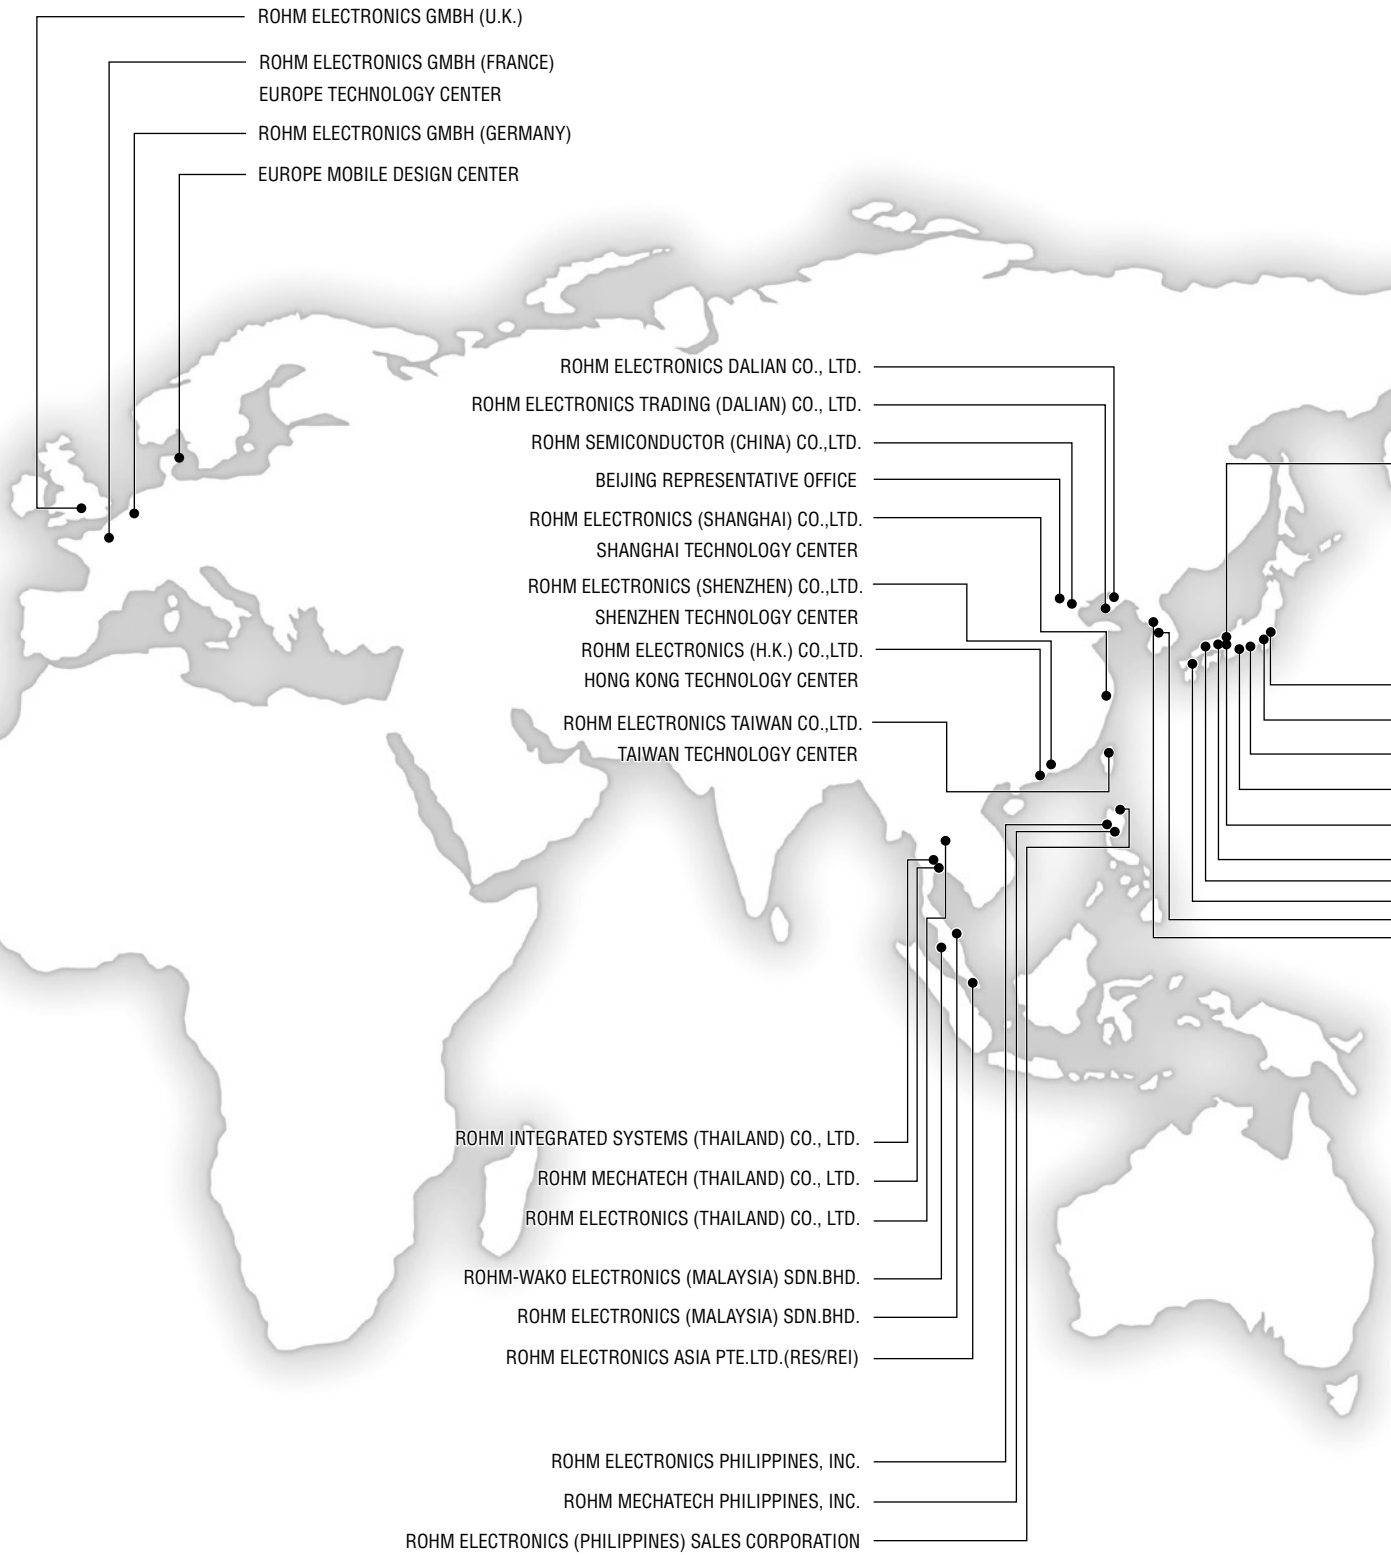 ROHM ELECTRONICS GMBH (U.K.)
ROHM ELECTRONICS GMBH (FRANCE)
EUROPE TECHNOLOGY CENTER
ROHM ELECTRONICS GMBH (GERMANY)
EUROPE MOBILE DESIGN CENTER
ROHM ELECTRONICS DALIAN CO., LTD.
ROHM ELECTRONICS TRADING (DALIAN) CO., LTD.
ROHM SEMICONDUCTOR (CHINA) CO.,LTD.
BEIJING REPRESENTATIVE OFFICE
ROHM ELECTRONICS (SHANGHAI) CO.,LTD.
SHANGHAI TECHNOLOGY CENTER
ROHM ELECTRONICS (SHENZHEN) CO.,LTD.
SHENZHEN TECHNOLOGY CENTER
ROHM ELECTRONICS (H.K.) CO.,LTD.
HONG KONG TECHNOLOGY CENTER
ROHM ELECTRONICS TAIWAN CO.,LTD.
TAIWAN TECHNOLOGY CENTER
ROHM INTEGRATED SYSTEMS (THAILAND) CO., LTD.
ROHM MECHATECH (THAILAND) CO., LTD.
ROHM ELECTRONICS (THAILAND) CO., LTD.
ROHM-WAKO ELECTRONICS (MALAYSIA) SDN.BHD.
ROHM ELECTRONICS (MALAYSIA) SDN.BHD.
ROHM ELECTRONICS ASIA PTE.LTD.(RES/REI)
ROHM ELECTRONICS PHILIPPINES, INC.
ROHM MECHATECH PHILIPPINES, INC.
ROHM ELECTRONICS (PHILIPPINES) SALES CORPORATION